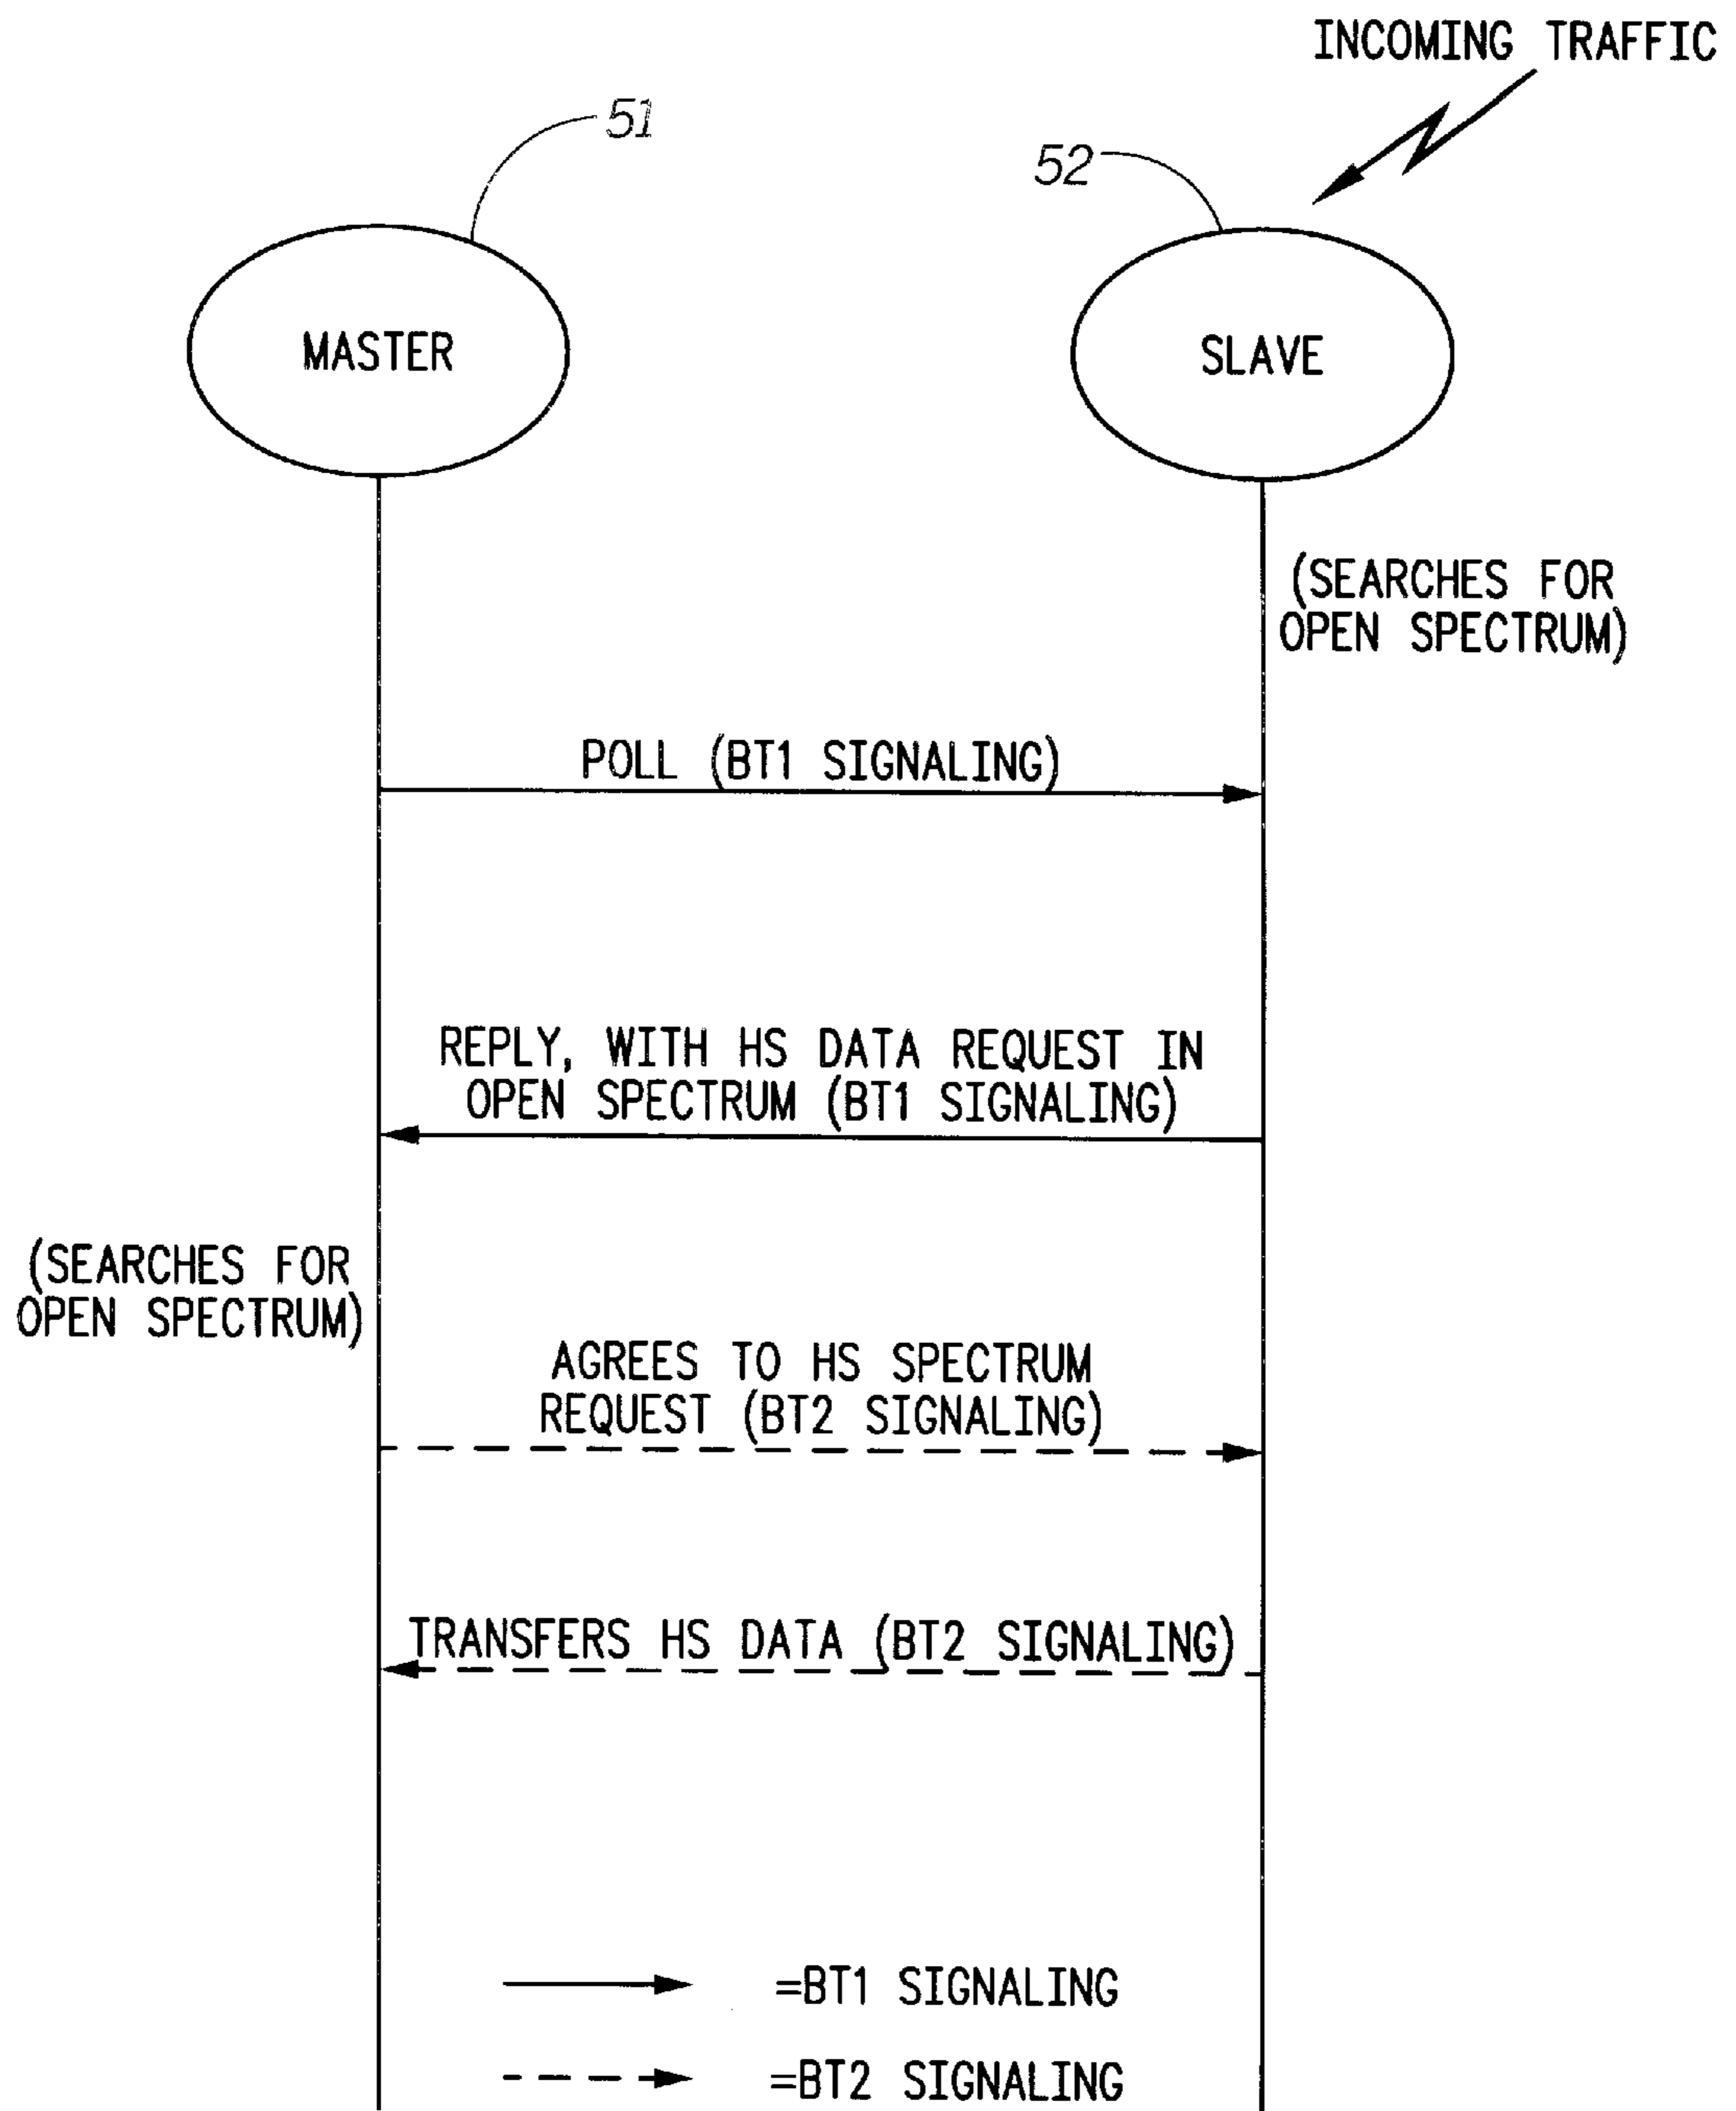 INCOMING TRAFFIC
51
52
MASTER
SLAVE
(SEARCHES FOR
OPEN SPECTRUM)
POLL (BT1 SIGNALING)
REPLY, WITH HS DATA REQUEST IN
OPEN SPECTRUM (BT1 SIGNALING)
(SEARCHES FOR
OPEN SPECTRUM)
AGREES TO HS SPECTRUM
REQUEST (BT2 SIGNALING)
TRANSFERS HS DATA (BT2 SIGNALING)
=BT1 SIGNALING
=BT2 SIGNALING